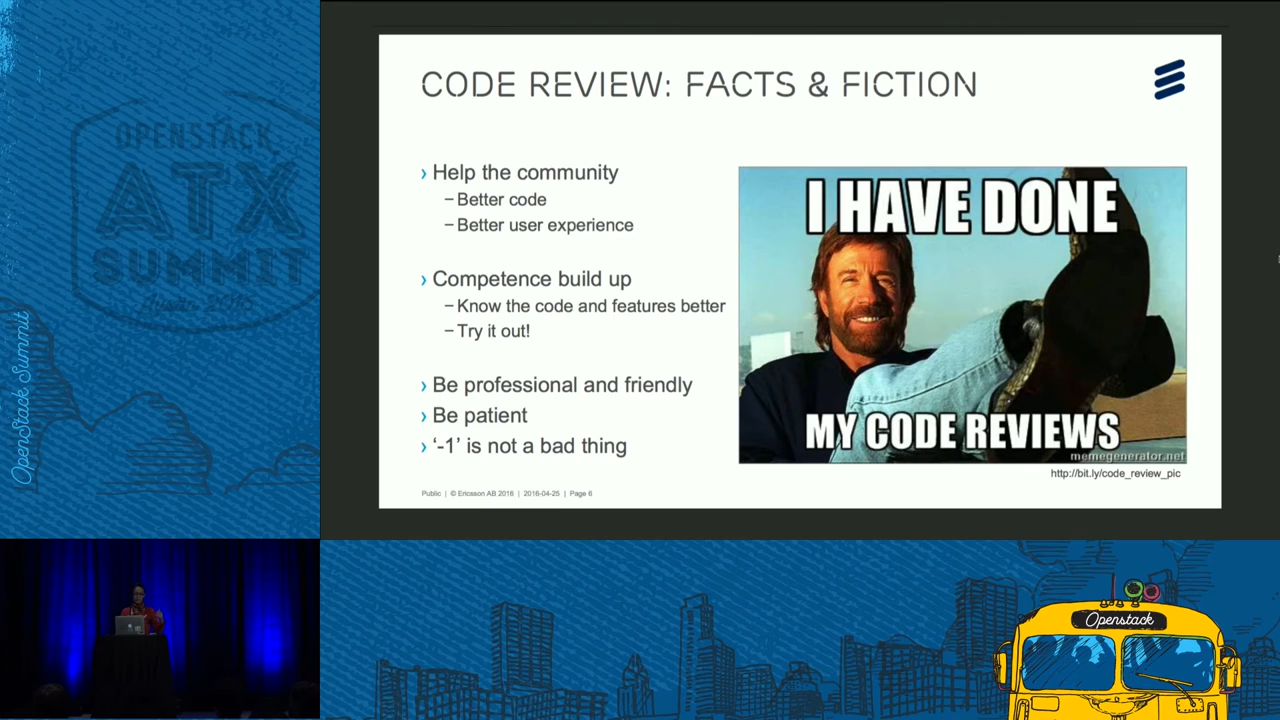 CODE REVIEW: FACTS & FICTION
› Help the community
– Better code
– Better user experience
› Competence build up
– Know the code and features better
– Try it out!
› Be professional and friendly
› Be patient
› ‘-1’ is not a bad thing
I HAVE DONE
MY CODE REVIEWS
memegenerator.net
http://bit.ly/code_review_pic
Public | © Ericsson AB 2016 | 2016-04-25 | Page 6
OPENSTACK
ATX
SUMMIT
OpenStack Summit
Openstack